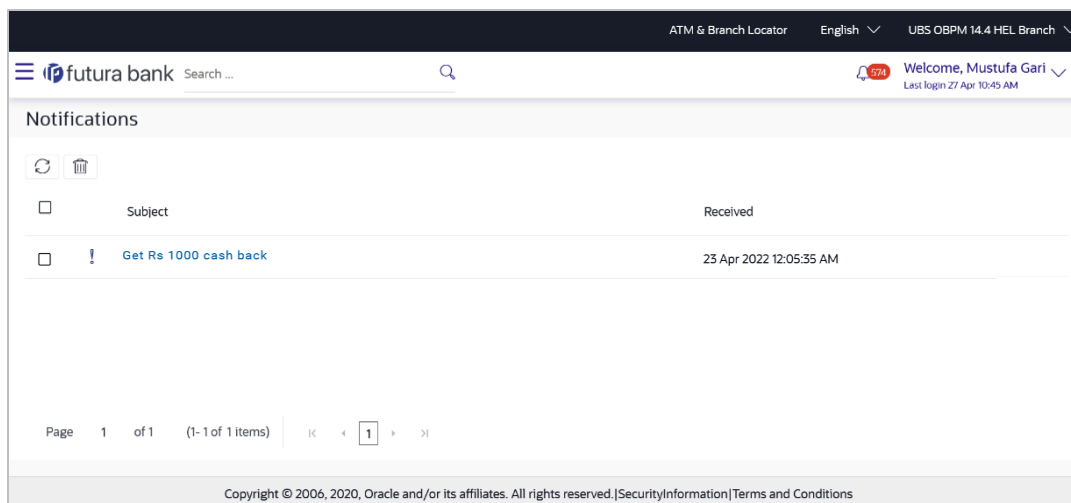 ATM & Branch Locator English UBS OBPM 14.4 HEL Branch
futura bank Search ... 574 Welcome, Mustufa Gari
Last login 27 Apr 10:45 AM
Notifications
Subject Received
! Get Rs 1000 cash back 23 Apr 2022 12:05:35 AM
Page 1 of 1 (1-1 of 1 items) 1
Copyright © 2006, 2020, Oracle and/or its affiliates. All rights reserved.|SecurityInformation|Terms and Conditions